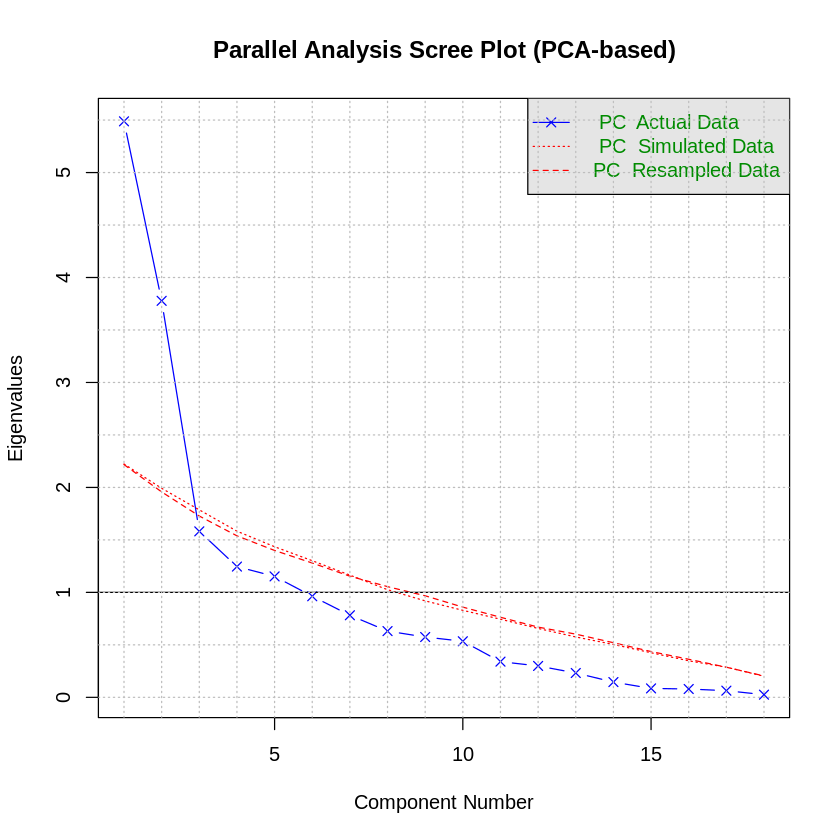 Parallel Analysis Scree Plot (PCA-based)
PC Actual Data
PC Simulated Data
PC Resampled Data
Eigenvalues
5
4
3
2
1
0
5 10 15
Component Number